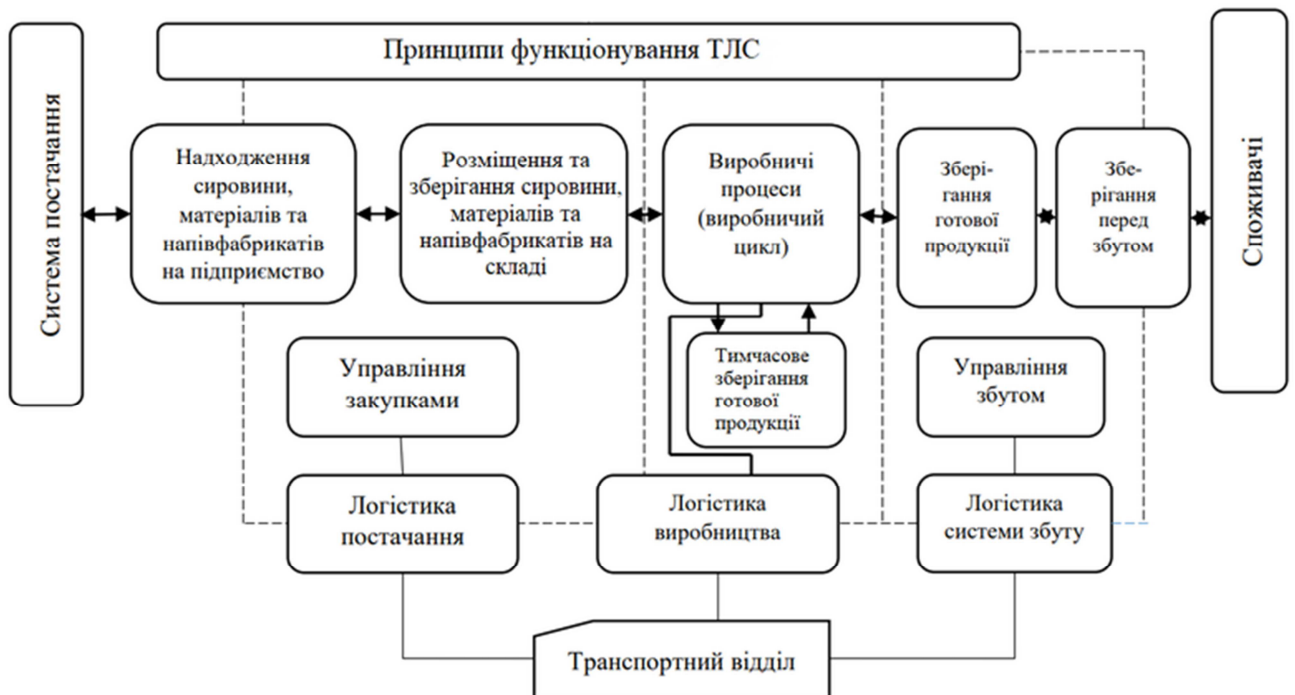 Система постачання
Принципи функціонування ТЛС
Надходження
сировини,
матеріалів та
напівфабрикатів
на підприємство
Розміщення та
зберігання сировини,
матеріалів та
напівфабрикатів на
складі
Виробничі
процеси
(виробничий
цикл)
Збері-
гання
готової
продукції
Збе-
рігання
перед
збутом
Споживачі
Управління
закупками
Тимчасове
зберігання
готової
продукції
Управління
збутом
Логістика
постачання
Логістика
виробництва
Логістика
системи збуту
Транспортний відділ